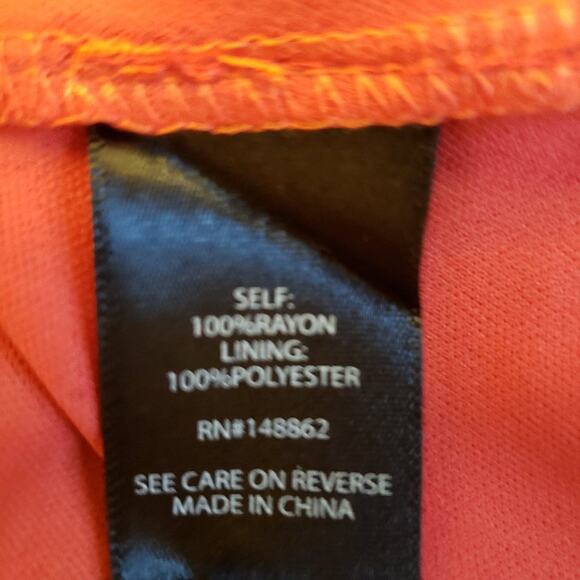 SELF:
100%RAYON
LINING:
100%POLYESTER
RN#148862
SEE CARE ON REVERSE
MADE IN CHINA